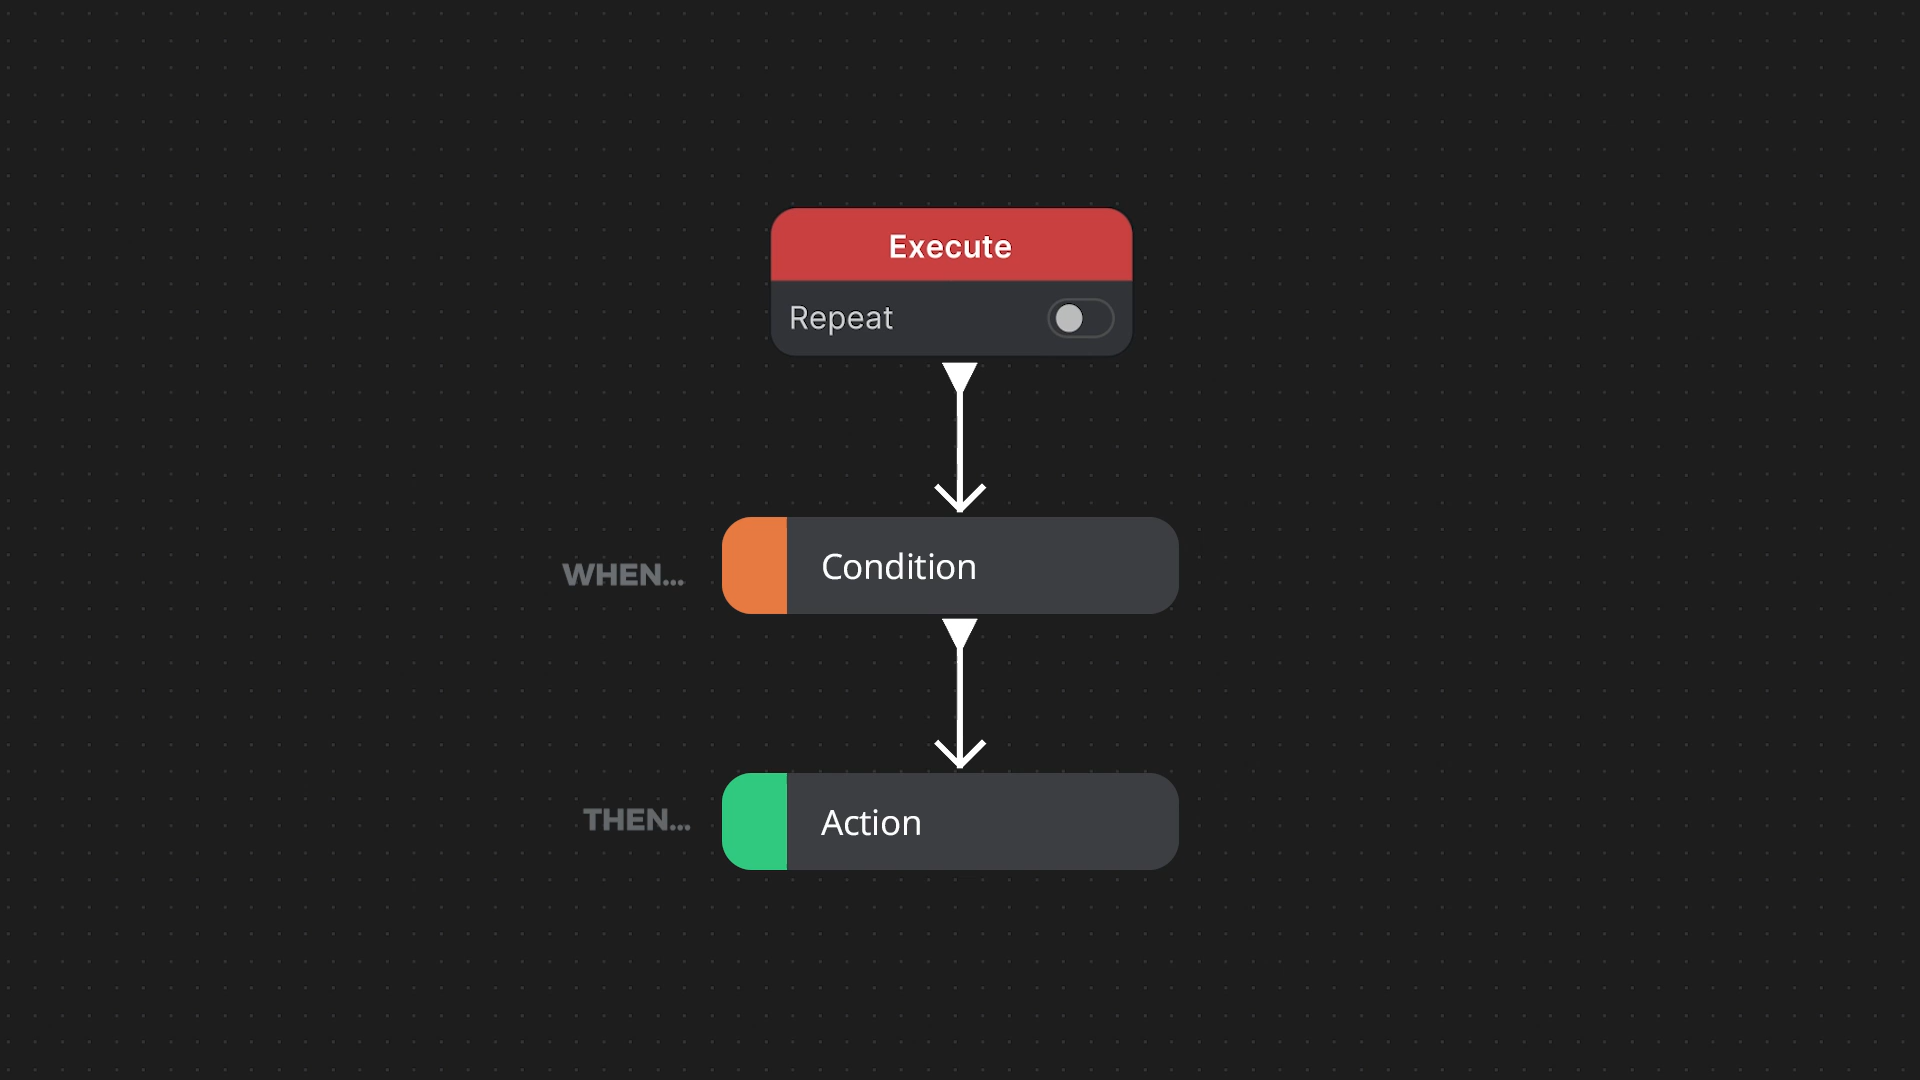 Execute
Repeat
WHEN...
Condition
THEN...
Action